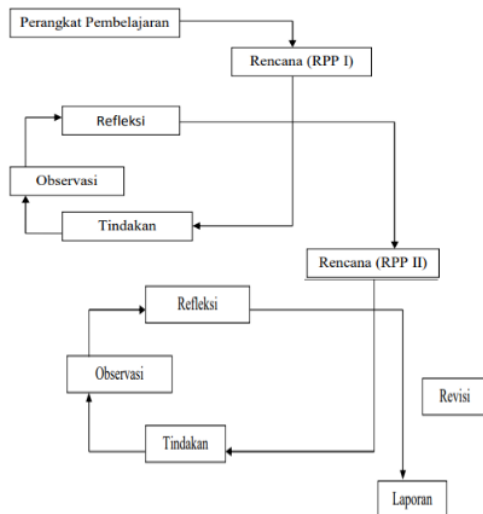 Perangkat Pembelajaran
Rencana (RPP I)
Refleksi
Observasi
Tindakan
Rencana (RPP II)
Refleksi
Observasi
Revisi
Tindakan
Laporan